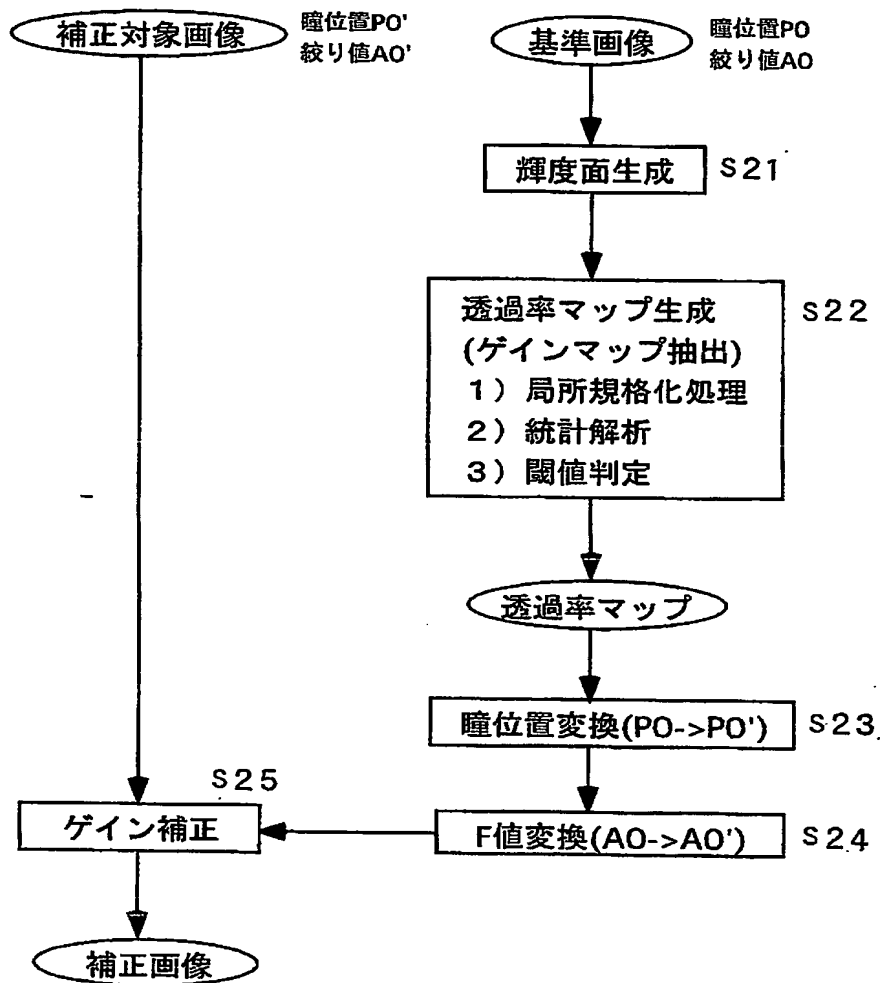 補正対象画像
瞳位置PO'
絞り値AO'
基準画像
瞳位置PO
絞り値AO
輝度面生成
S21
透過率マップ生成
(ゲインマップ抽出)
1)局所規格化処理
2)統計解析
3)閾値判定
S22
透過率マップ
瞳位置変換(PO->PO')
S23
F値変換(AO->AO')
S24
S25
ゲイン補正
補正画像